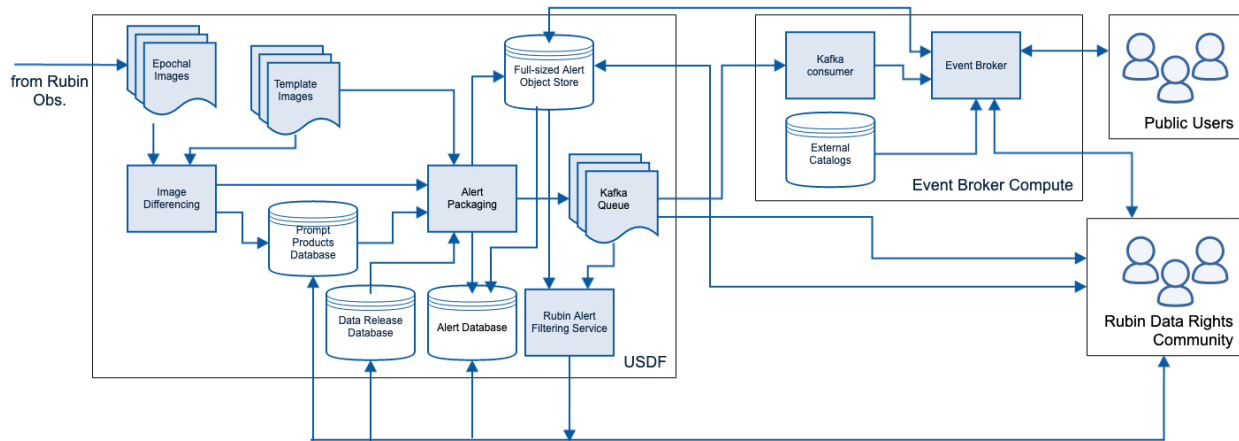 from Rubin
Obs.
Epochal
Images
Template
Images
Full-sized Alert
Object Store
Kafka
consumer
Event Broker
Public Users
External
Catalogs
Event Broker Compute
Image
Differencing
Alert
Packaging
Kafka
Queue
Prompt
Products
Database
Data Release
Database
Alert Database
Rubin Alert
Filtering Service
USDF
Rubin Data Rights
Community